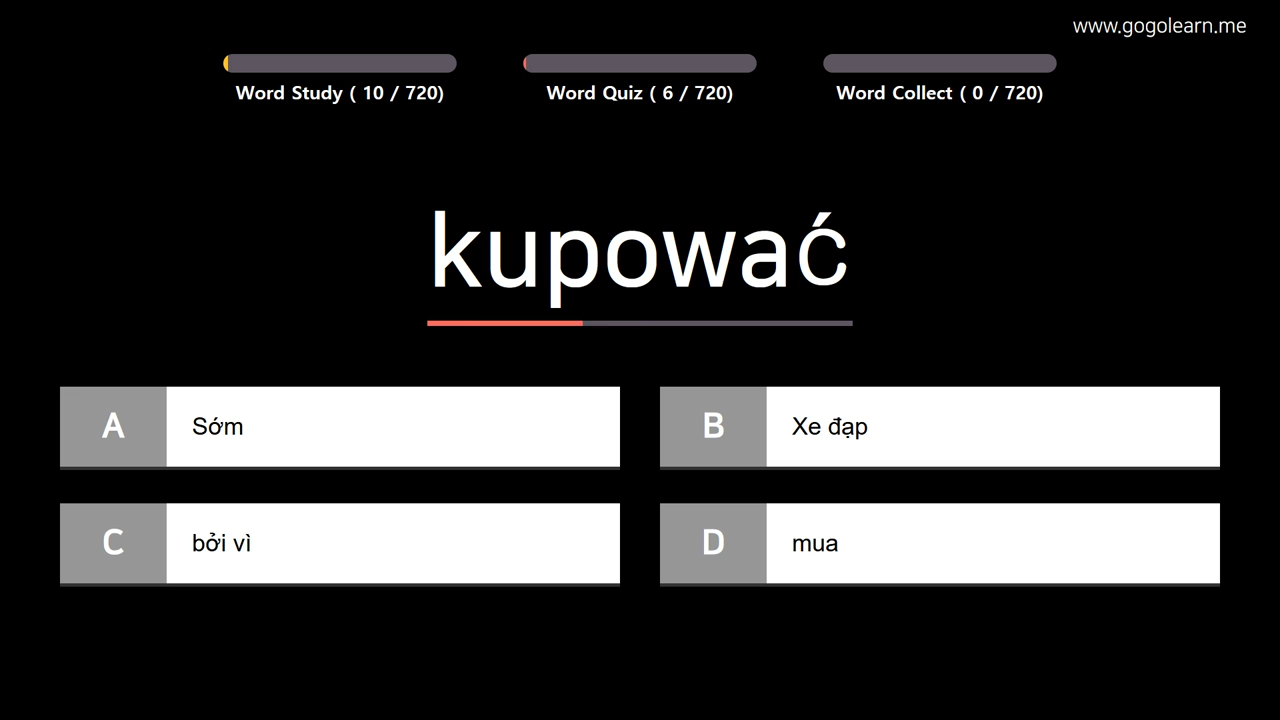 www.gogolearn.me
Word Study ( 10 / 720)
Word Quiz ( 6 / 720)
Word Collect ( 0 / 720)
kupować
A Sớm
B Xe đạp
C bởi vì
D mua